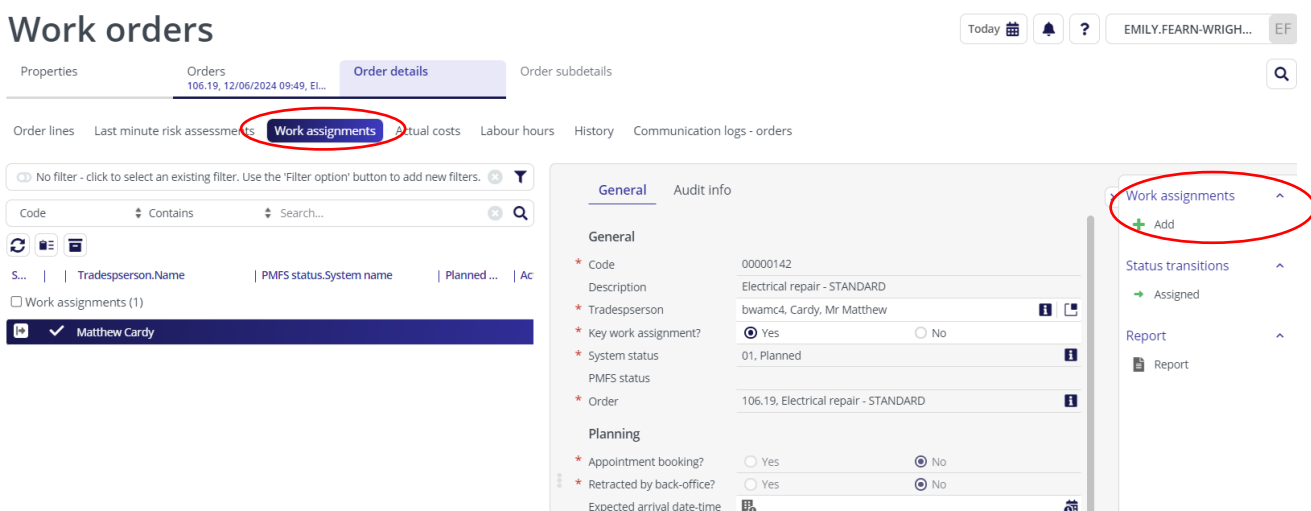 Work orders
Today
?
EMILY.FEARN-WRIGH...
EF
Properties
Orders
106.19, 12/06/2024 09:49, El...
Order details
Order subdetails
Order lines
Last minute risk assessments
Work assignments
Actual costs
Labour hours
History
Communication logs - orders
No filter - click to select an existing filter. Use the 'Filter option' button to add new filters.
Code
Contains
Search...
S... | | Tradespserson.Name | PMFS status.System name | Planned ... | Ac
Work assignments (1)
Matthew Cardy
General
Audit info
General
* Code 00000142
Description Electrical repair - STANDARD
* Tradespserson bwamc4, Cardy, Mr Matthew
* Key work assignment? Yes No
* System status 01, Planned
PMFS status
* Order 106.19, Electrical repair - STANDARD
Planning
* Appointment booking? Yes No
* Retracted by back-office? Yes No
Expected arrival date-time
Work assignments
Add
Status transitions
Assigned
Report
Report